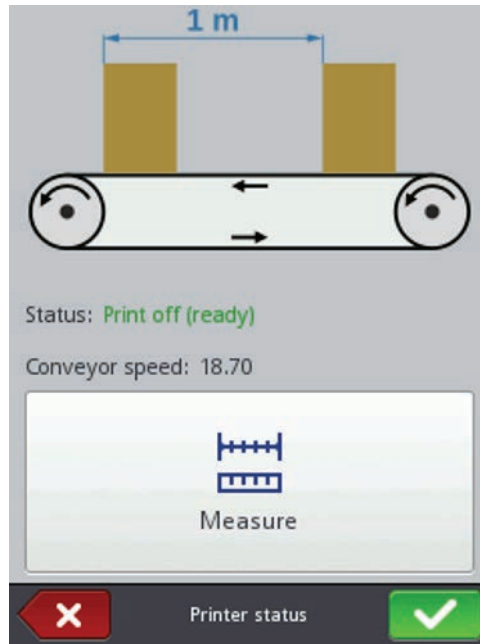 1 m
Status: Print off (ready)
Conveyor speed: 18.70
Measure
Printer status